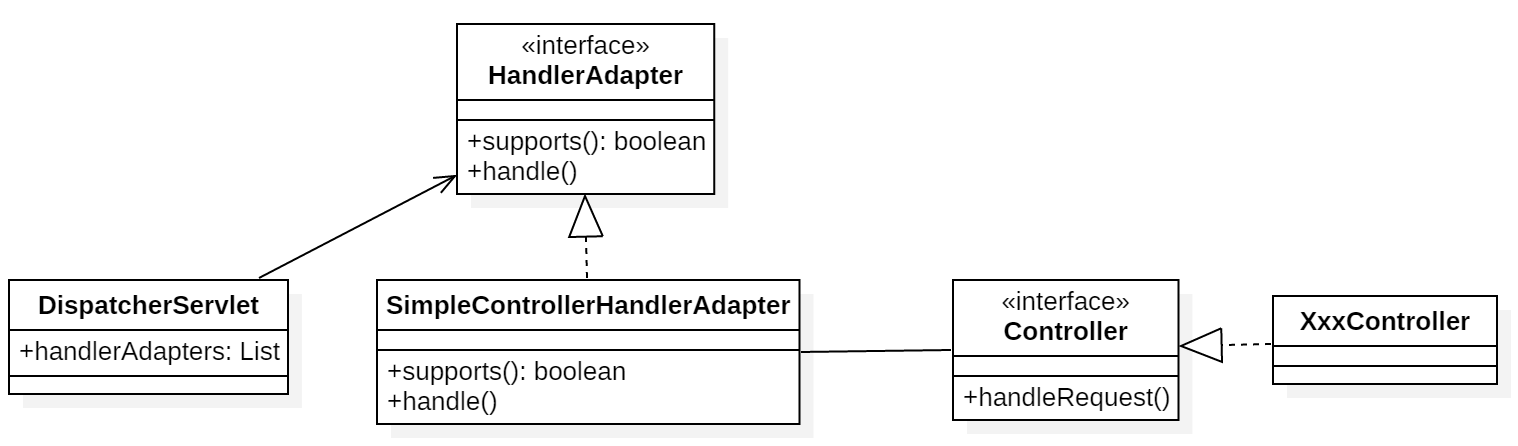 «interface»
HandlerAdapter
+supports(): boolean
+handle()
DispatcherServlet
+handlerAdapters: List
SimpleControllerHandlerAdapter
+supports(): boolean
+handle()
«interface»
Controller
+handleRequest()
XxxController